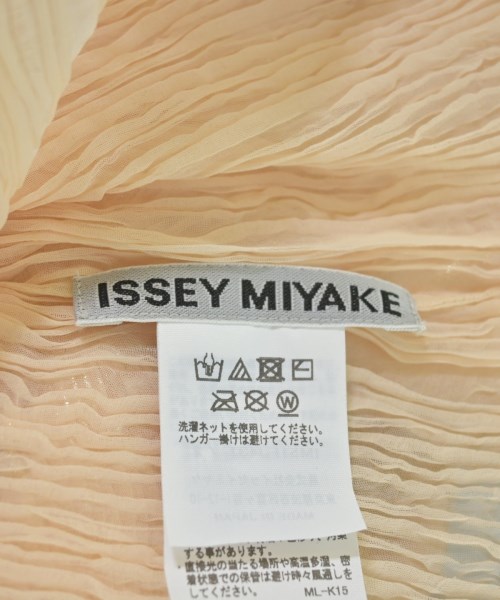 ISSEY MIYAKE
洗濯ネットを使用してください。
ハンガー掛けは避けてください。
する事があります。
・直接光の当たる場所や高温多湿、密
着状態での保管は避け時々風通しを
してください。 ML-K15